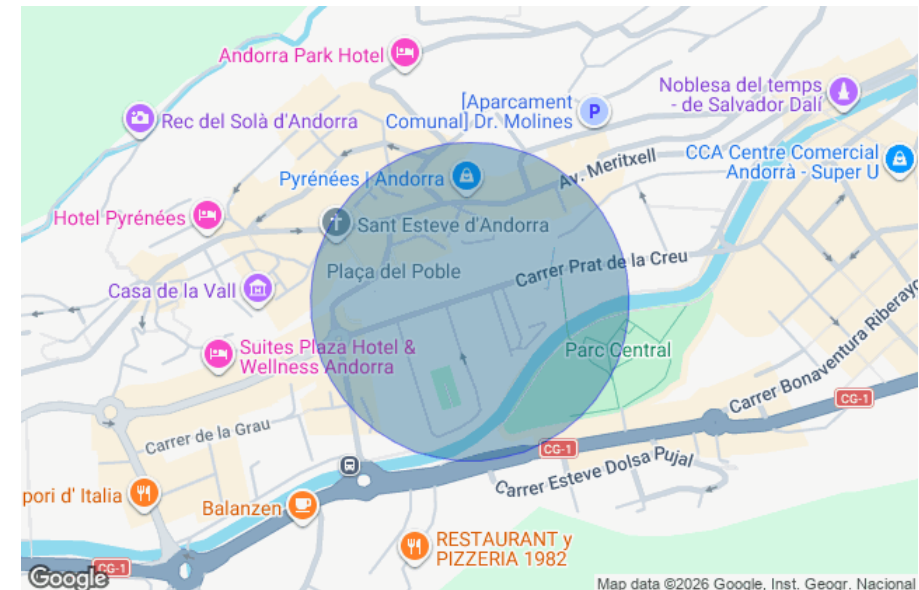 Andorra Park Hotel
Noblesa del temps
- de Salvador Dalí
[Aparcament
Comunal] Dr. Molines
P
Rec del Solà d'Andorra
CCA Centre Comercial
Andorrà - Super U
Av. Meritxell
Pyrénées | Andorra
Hotel Pyrénées
Sant Esteve d'Andorra
Plaça del Poble
Carrer Prat de la Creu
Casa de la Vall
Suites Plaza Hotel &
Wellness Andorra
Parc Central
Carrer Bonaventura Riberayg
CG-1
Carrer de la Grau
CG-1
Carrer Esteve Dolsa Pujal
pori d' Italia
Balanzen
RESTAURANT y
PIZZERIA 1982
CG-1
Google
Map data ©2026 Google, Inst. Geogr. Nacional